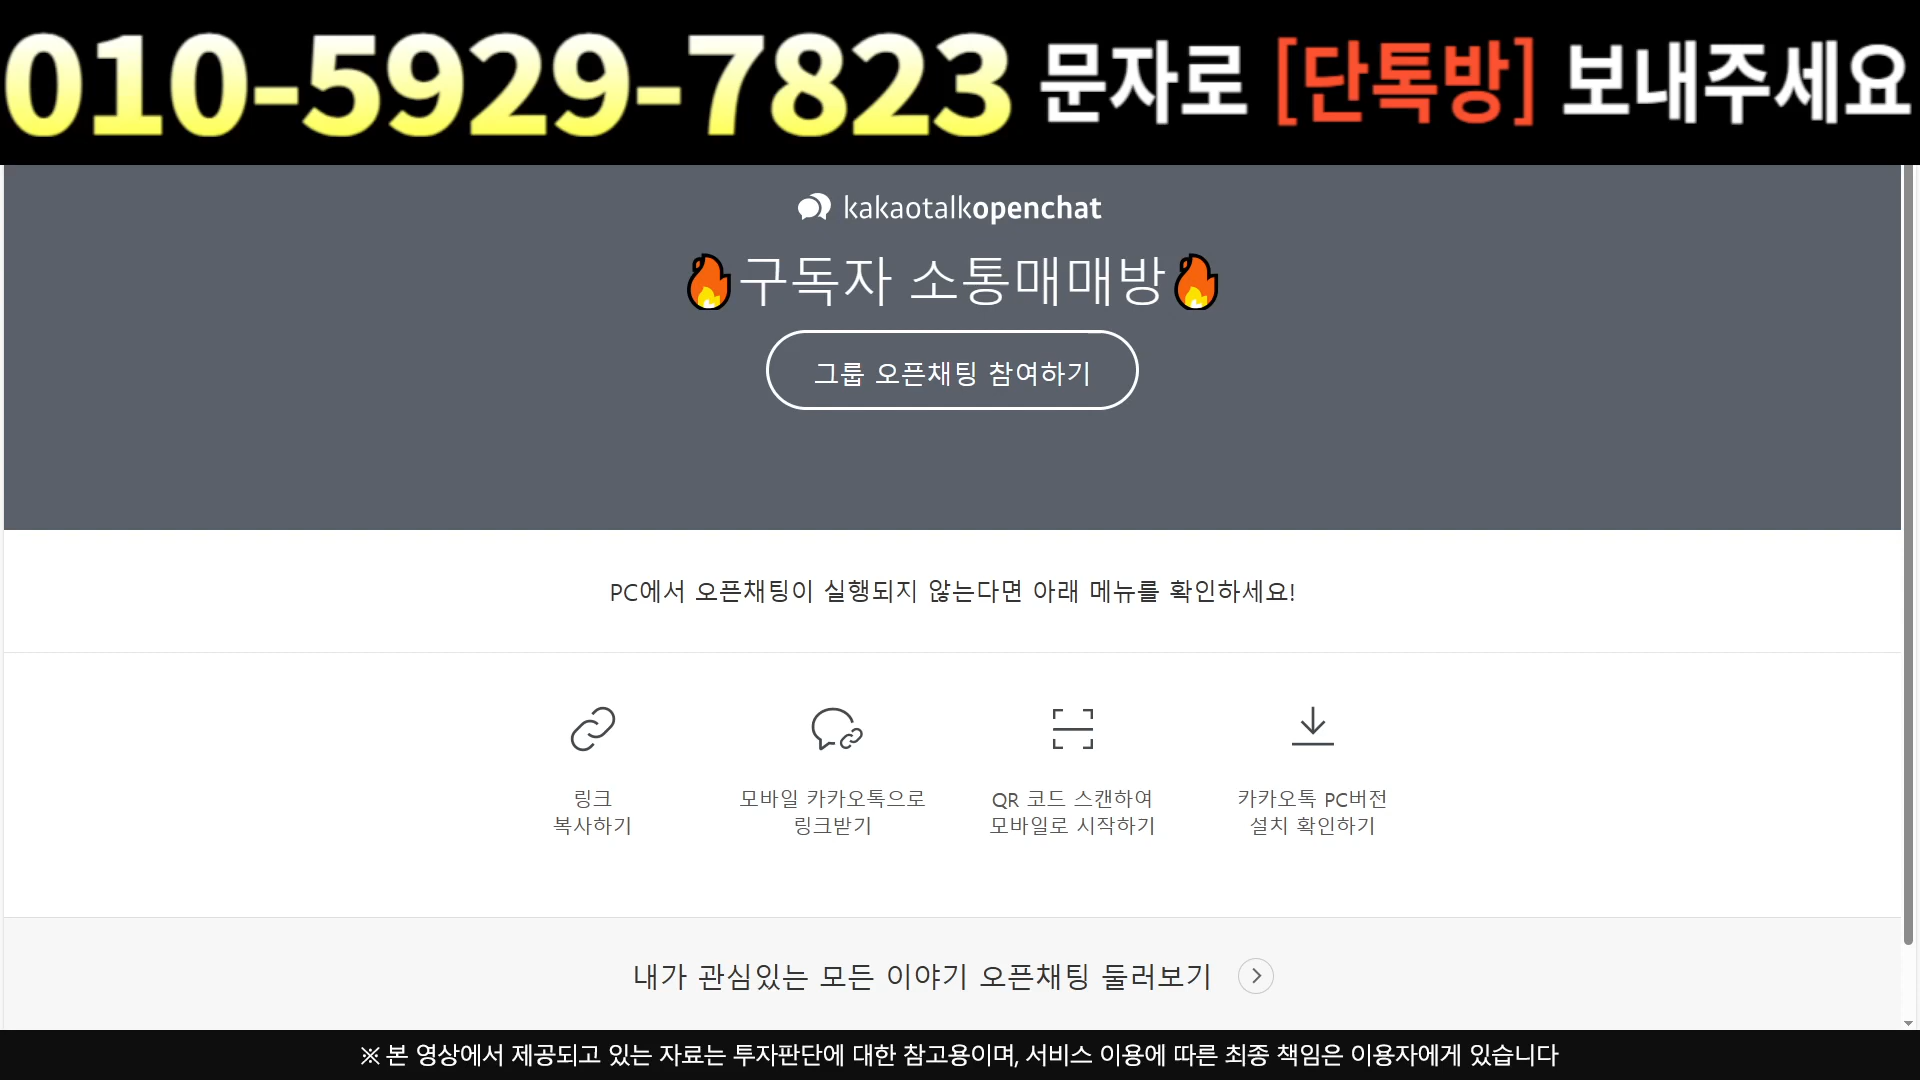 010-5929-7823 문자로 [단톡방] 보내주세요
kakaotalkopenchat
🔥구독자 소통매매방🔥
그룹 오픈채팅 참여하기
PC에서 오픈채팅이 실행되지 않는다면 아래 메뉴를 확인하세요!
링크
복사하기
모바일 카카오톡으로
링크받기
QR 코드 스캔하여
모바일로 시작하기
카카오톡 PC버전
설치 확인하기
내가 관심있는 모든 이야기 오픈채팅 둘러보기
※ 본 영상에서 제공되고 있는 자료는 투자판단에 대한 참고용이며, 서비스 이용에 따른 최종 책임은 이용자에게 있습니다